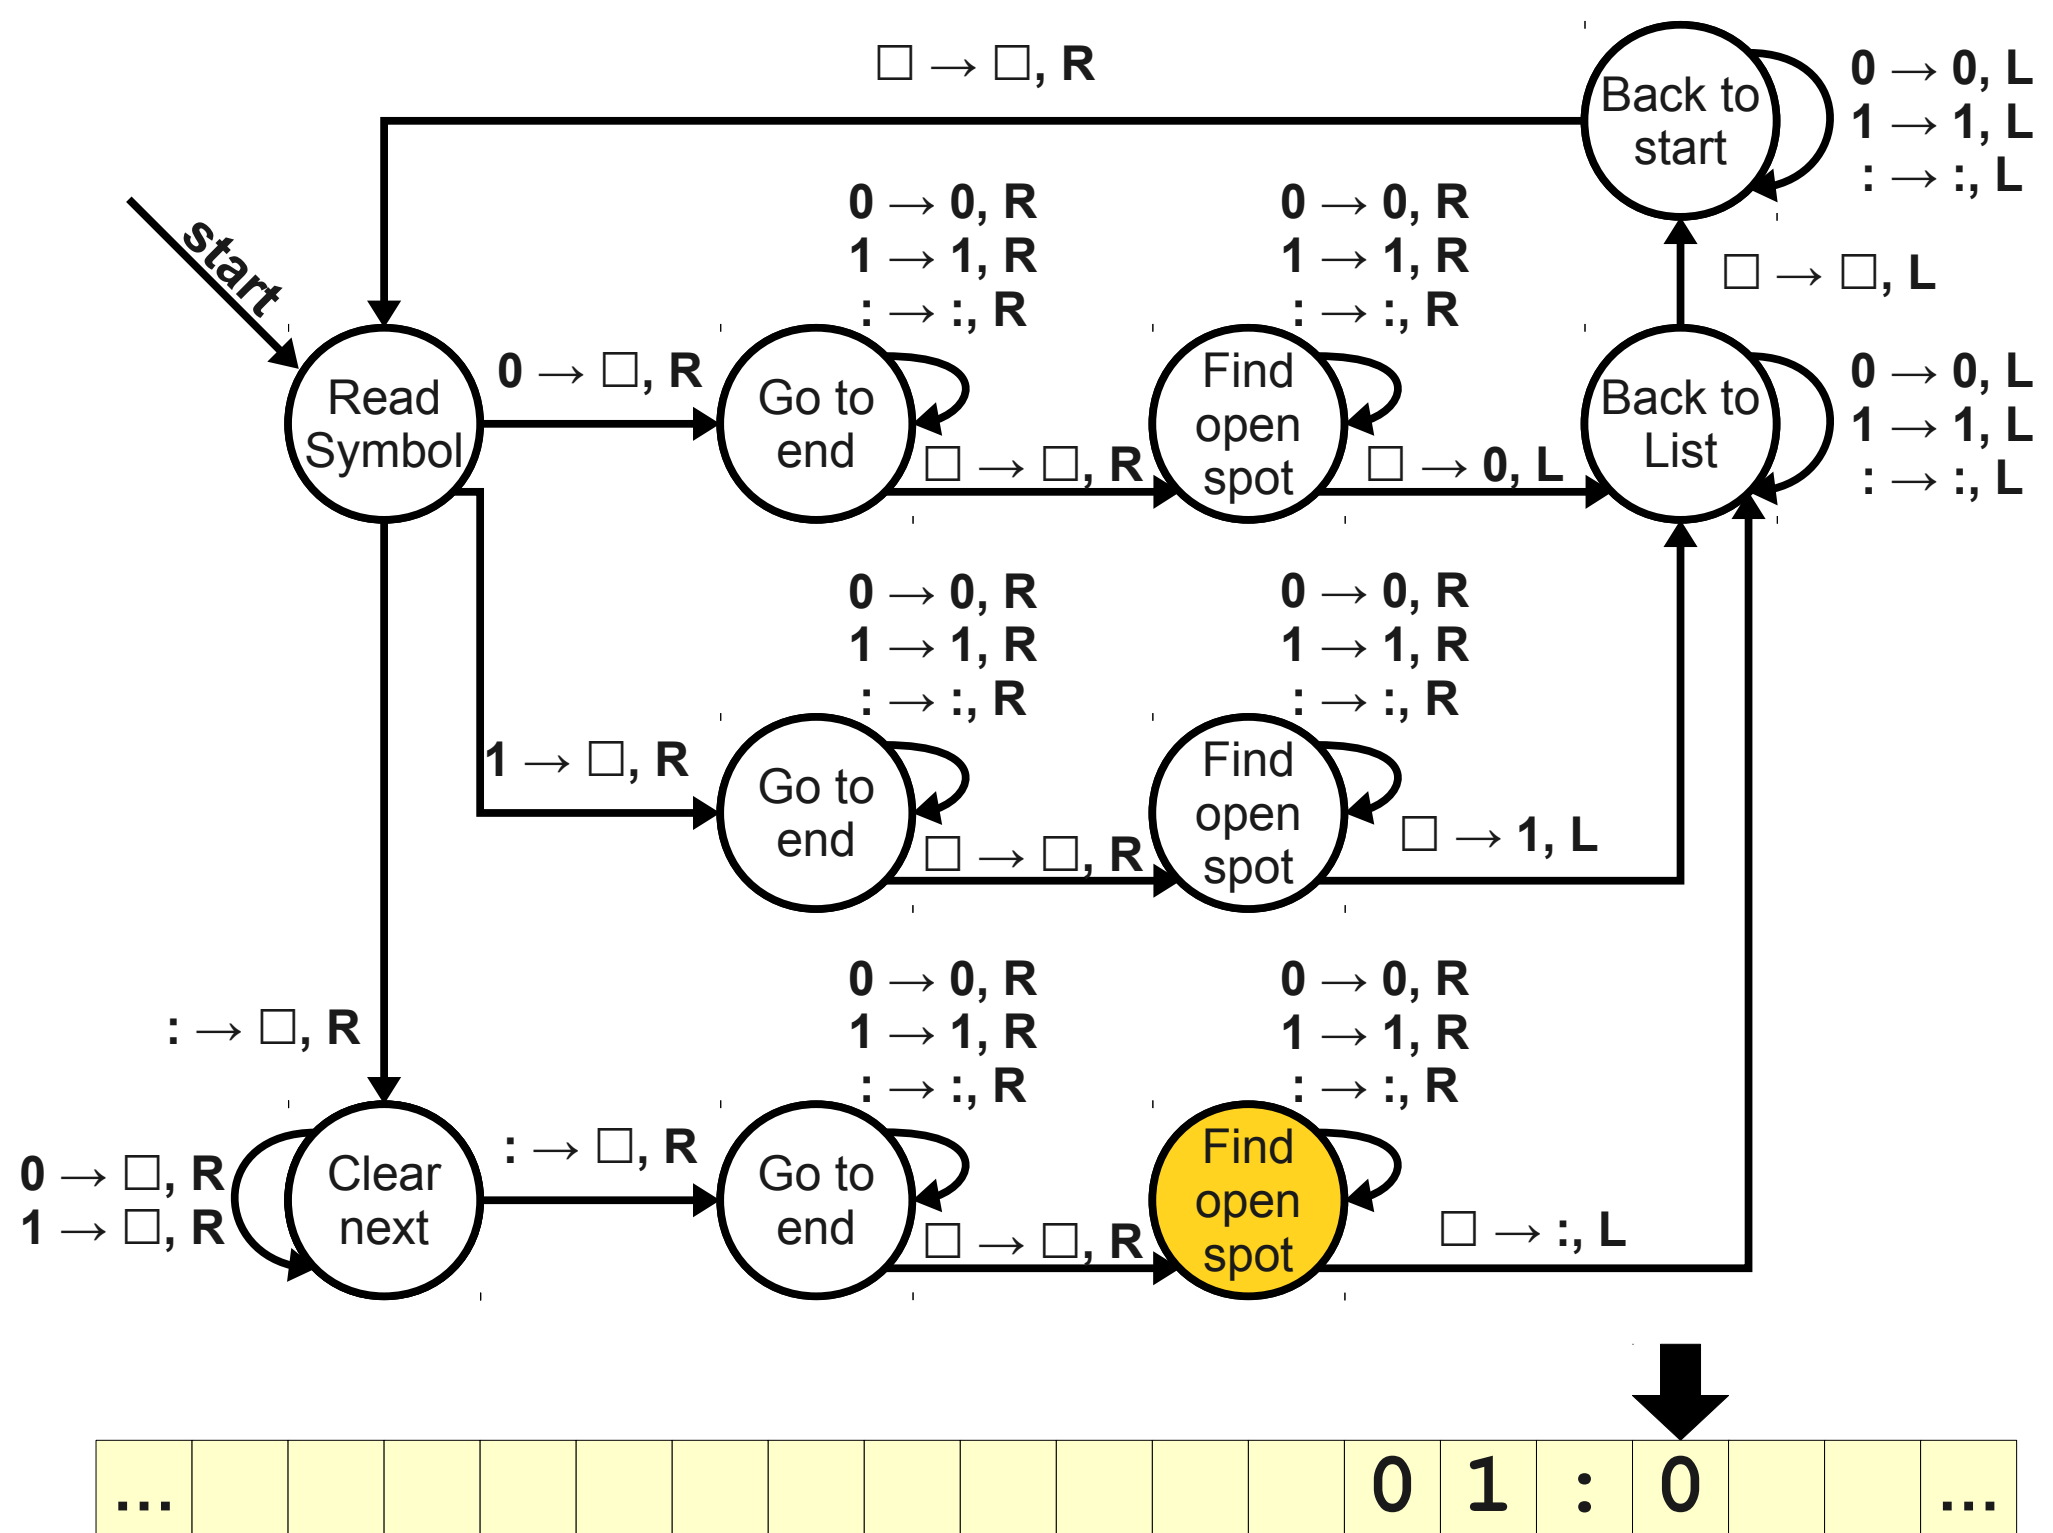 □ → □, R
Back to
start
0 → 0, L
1 → 1, L
: → :, L
start
0 → 0, R
1 → 1, R
: → :, R
0 → 0, R
1 → 1, R
: → :, R
□ → □, L
Read
Symbol
0 → □, R
Go to
end
□ → □, R
Find
open
spot
□ → 0, L
Back to
List
0 → 0, L
1 → 1, L
: → :, L
0 → 0, R
1 → 1, R
: → :, R
0 → 0, R
1 → 1, R
: → :, R
1 → □, R
Go to
end
□ → □, R
Find
open
spot
□ → 1, L
0 → 0, R
1 → 1, R
: → :, R
0 → 0, R
1 → 1, R
: → :, R
: → □, R
0 → □, R
1 → □, R
Clear
next
: → □, R
Go to
end
□ → □, R
Find
open
spot
□ → :, L
... 0 1 : 0 ...